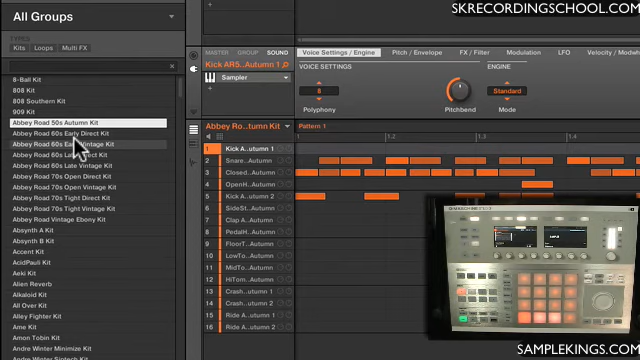 SKRECORDINGSCHOOL.COM
All Groups
TYPES
Kits Loops Multi FX
8-Ball Kit
808 Kit
808 Southern Kit
909 Kit
Abbey Road 50s Autumn Kit
Abbey Road 60s Early Direct Kit
Abbey Road 60s Vintage Kit
Abbey Road 60s Direct Kit
Abbey Road 60s Late Vintage Kit
Abbey Road 70s Open Direct Kit
Abbey Road 70s Open Vintage Kit
Abbey Road 70s Tight Direct Kit
Abbey Road 70s Tight Vintage Kit
Abbey Road Vintage Ebony Kit
Absynth A Kit
Absynth B Kit
Accent Kit
AcidPauli Kit
Aeki Kit
Alien Reverb
Alkaloid Kit
All Over Kit
Alley Fighter Kit
Ame Kit
Amon Tobin Kit
Andre Winter Minimize Kit
MASTER GROUP SOUND
Kick AR5...Autumn 1
Sampler
Voice Settings / Engine Pitch / Envelope FX / Filter Modulation LFO Velocity / Modw
VOICE SETTINGS ENGINE
8 Standard
Polyphony Pitchbend Mode
Abbey Ro...tumn Kit Pattern 1
1.2 1.3 1.4
1 Kick...Autumn 1
2 Snare...Autumn
3 Closed...Autumn
4 OpenH...Autumn
5 Kick...Autumn 2
6 SideSt...Autumn
7 Clap A...Autumn
8 PedalH...Autumn
9 FloorT...Autumn
10 LowTo...Autumn
11 MidTo...Autumn
12 HiTom...Autumn
13 Crash...Autumn 1
14 Crash...Autumn 2
15 Ride A...Autumn 1
16 Ride A...Autumn 2
SAMPLEKINGS.COM